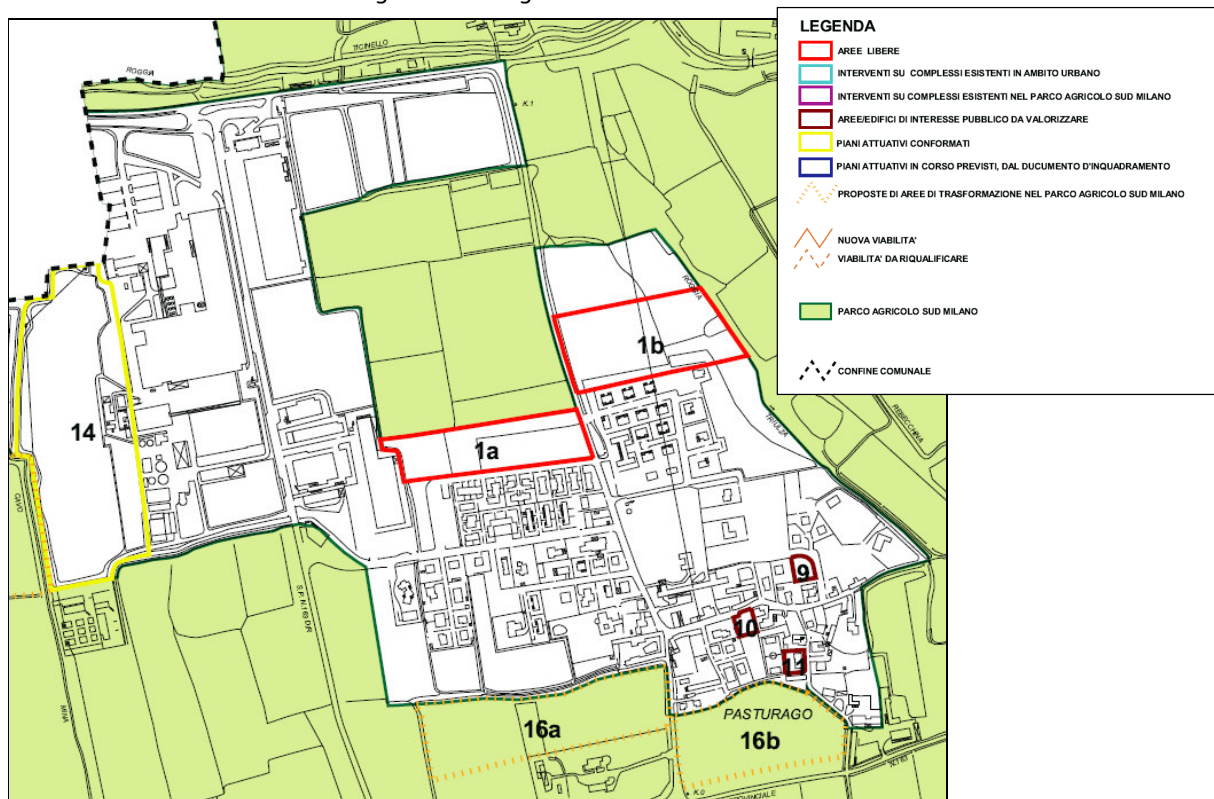 LEGENDA
AREE LIBERE
INTERVENTI SU COMPLESSI ESISTENTI IN AMBITO URBANO
INTERVENTI SU COMPLESSI ESISTENTI NEL PARCO AGRICOLO SUD MILANO
AREE/EDIFICI DI INTERESSE PUBBLICO DA VALORIZZARE
PIANI ATTUATIVI CONFORMATI
PIANI ATTUATIVI IN CORSO PREVISTI, DAL DUCUMENTO D'INQUADRAMENTO
PROPOSTE DI AREE DI TRASFORMAZIONE NEL PARCO AGRICOLO SUD MILANO
NUOVA VIABILITA'
VIABILITA' DA RIQUALIFICARE
PARCO AGRICOLO SUD MILANO
CONFINE COMUNALE
TICINELLO
ROGGIA
K.1
ROGGIA
1b
14
1a
TRIULZA
CAVO
9
10
11
MINA
16a
PASTURAGO
16b
K.0